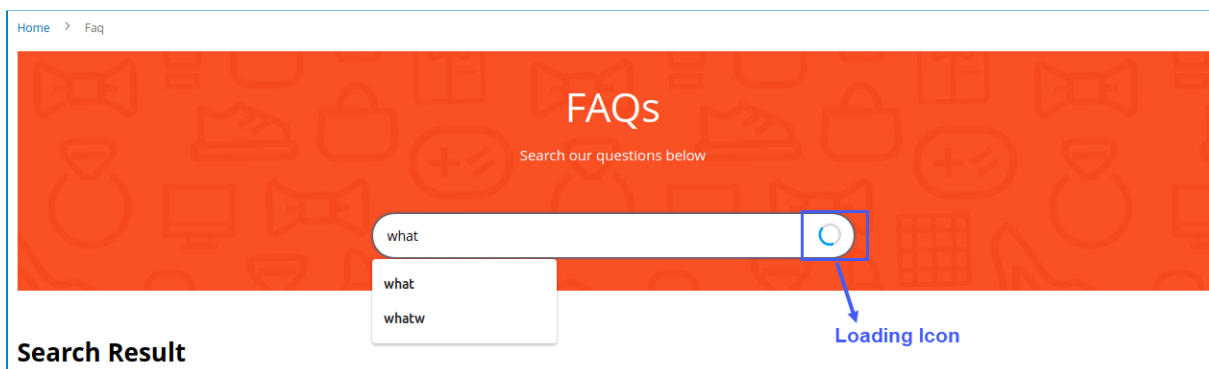 Home > Faq
FAQs
Search our questions below
what
what
whatw
Loading Icon
Search Result